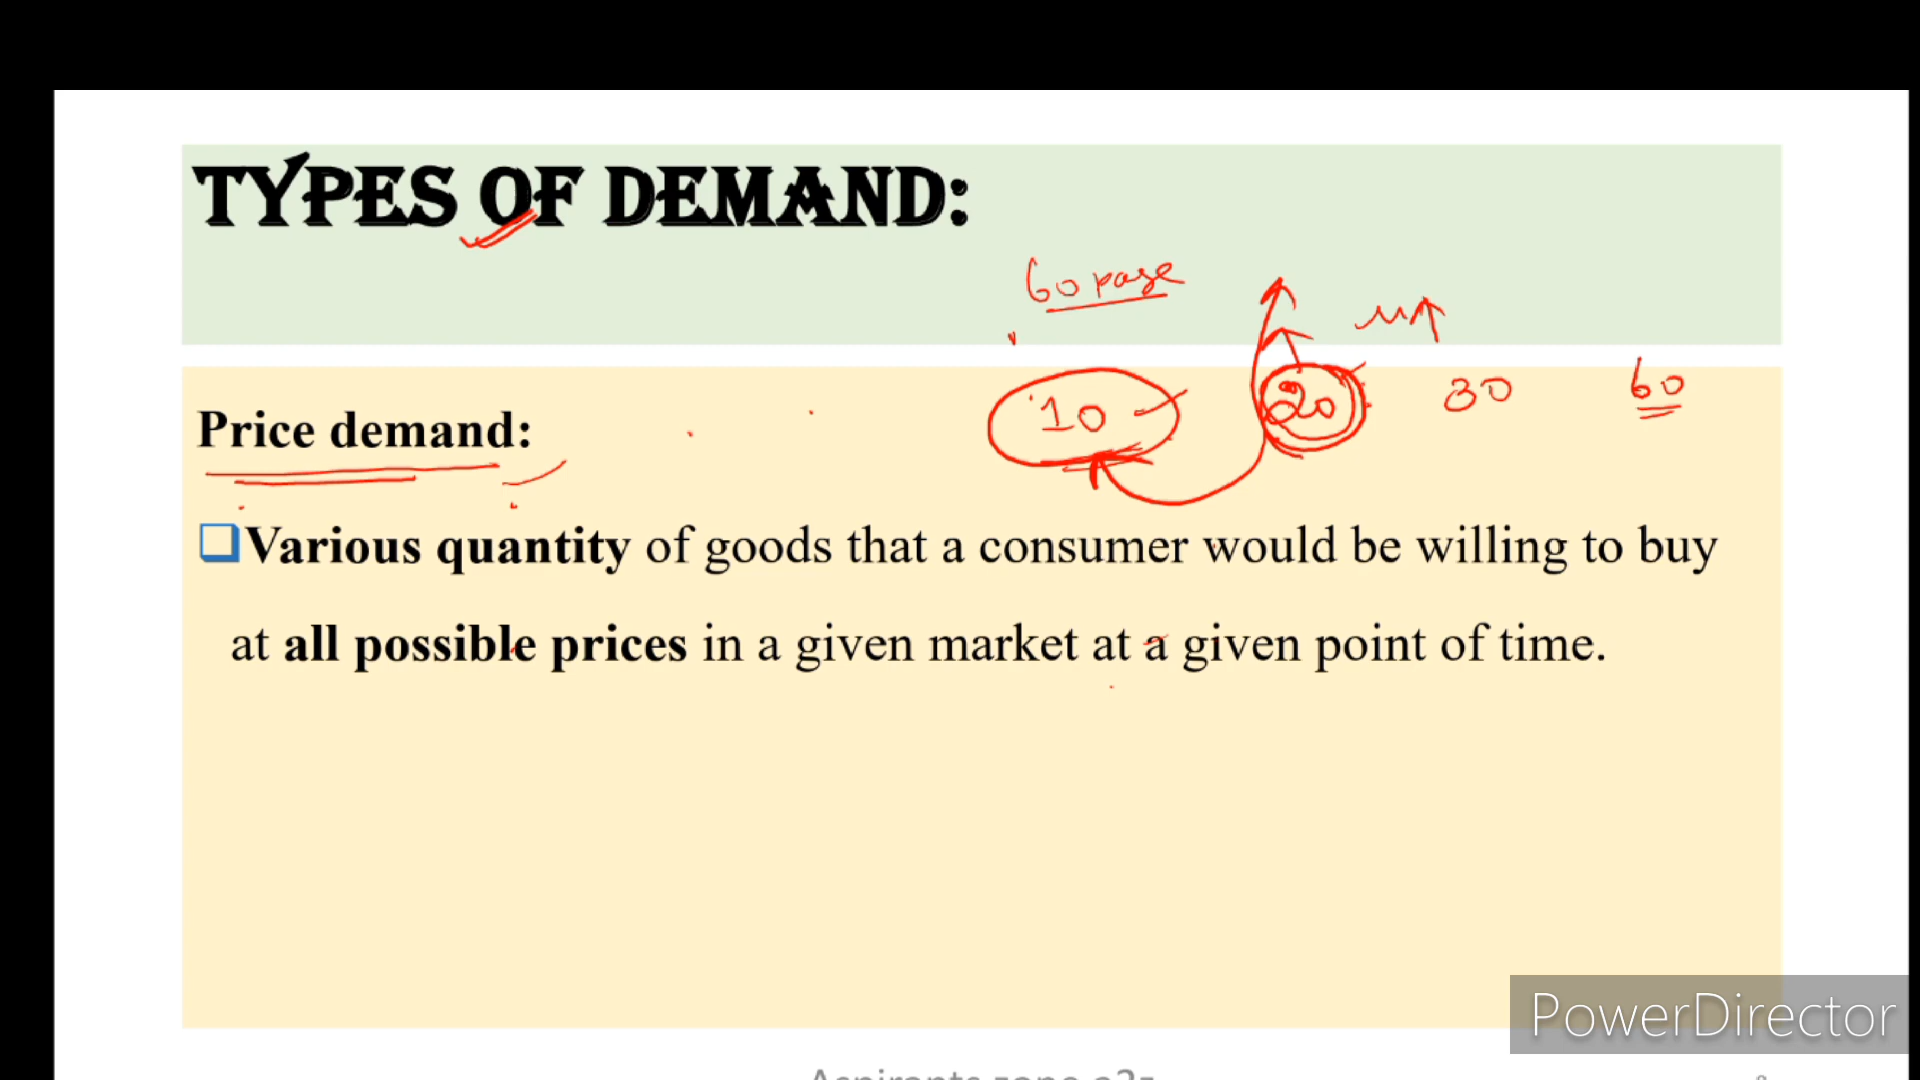 TYPES OF DEMAND:
60 page
10 20 30 60
Price demand:
❑Various quantity of goods that a consumer would be willing to buy
at all possible prices in a given market at a given point of time.
PowerDirector